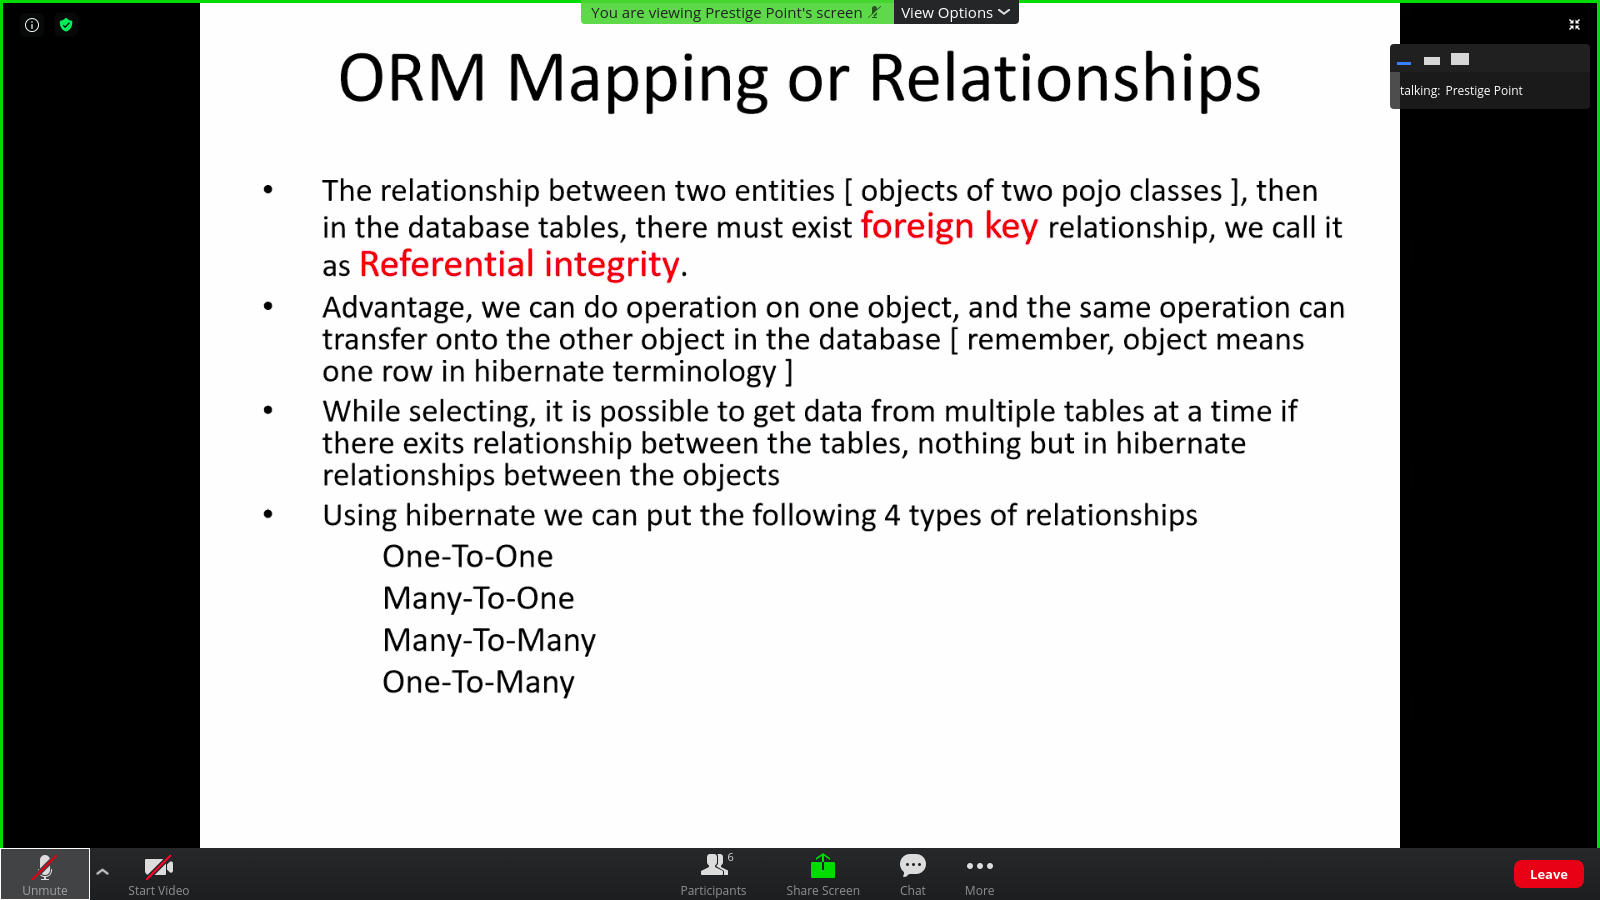 You are viewing Prestige Point's screen View Options
ORM Mapping or Relationships
talking: Prestige Point
• The relationship between two entities [ objects of two pojo classes ], then
in the database tables, there must exist foreign key relationship, we call it
as Referential integrity.
• Advantage, we can do operation on one object, and the same operation can
transfer onto the other object in the database [ remember, object means
one row in hibernate terminology ]
• While selecting, it is possible to get data from multiple tables at a time if
there exits relationship between the tables, nothing but in hibernate
relationships between the objects
• Using hibernate we can put the following 4 types of relationships
One-To-One
Many-To-One
Many-To-Many
One-To-Many
6
Unmute Start Video Participants Share Screen Chat More Leave